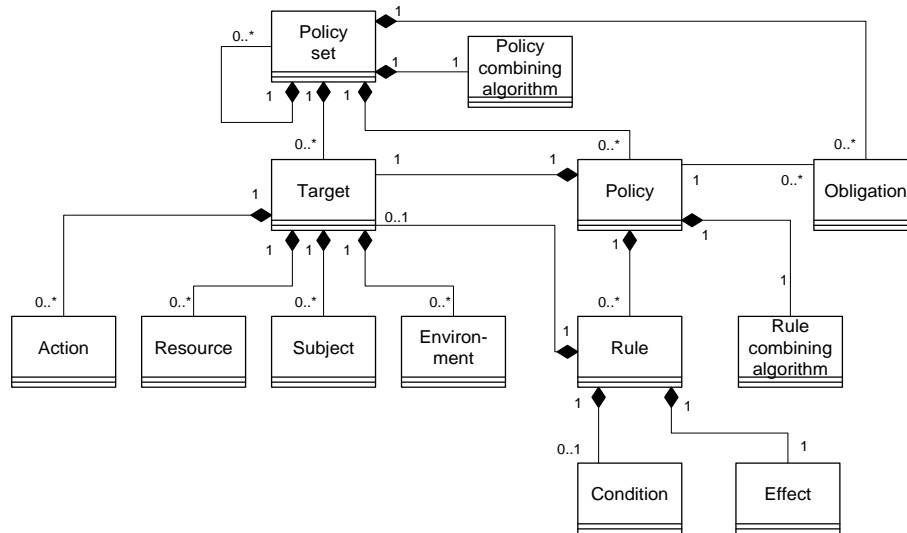 1
Policy
set
0..*
Policy
combining
algorithm
1
1
1
1
1
0..*
0..*
0..*
Target
1
1
Policy
1
0..*
Obligation
1
0..1
1
1
1
1
1
1
0..*
0..*
0..*
0..*
0..*
1
1
Action
Resource
Subject
Environ-
ment
Rule
Rule
combining
algorithm
1
1
0..1
1
Condition
Effect